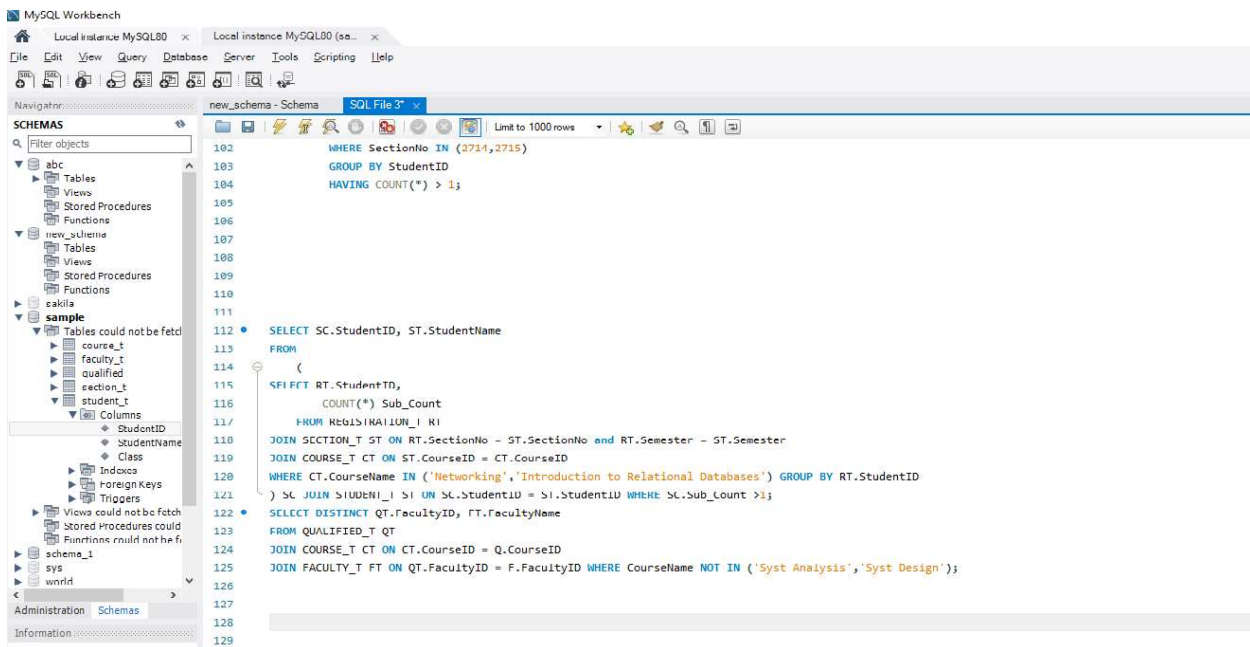 MySQL Workbench
Local instance MySQL80 × Local instance MySQL80 (sa... ×
File Edit View Query Database Server Tools Scripting Help
Navigator new_schema - Schema SQL File 3* ×
SCHEMAS Limit to 1000 rows
Filter objects
abc
Tables
Views
Stored Procedures
Functions
new_schema
Tables
Views
Stored Procedures
Functions
sakila
sample
Tables could not be fetcl
course_t
faculty_t
qualified
section_t
student_t
Columns
StudentID
StudentName
Class
Indexes
Foreign Keys
Triggers
Views could not be fetch
Stored Procedures could
Functions could not be f
schema_1
sys
world
Administration Schemas
Information
102 WHERE SectionNo IN (2714,2715)
103 GROUP BY StudentID
104 HAVING COUNT(*) > 1;
105
106
107
108
109
110
111
112 SELECT SC.StudentID, ST.StudentName
113 FROM
114 (
115 SELECT RT.StudentID,
116 COUNT(*) Sub_Count
117 FROM REGISTRATION_T RT
118 JOIN SECTION_T ST ON RT.SectionNo = ST.SectionNo and RT.Semester = ST.Semester
119 JOIN COURSE_T CT ON ST.CourseID = CT.CourseID
120 WHERE CT.CourseName IN ('Networking','Introduction to Relational Databases') GROUP BY RT.StudentID
121 ) SC JOIN STUDENT_T ST ON SC.StudentID = ST.StudentID WHERE SC.Sub_Count >1;
122 SELECT DISTINCT QT.FacultyID, FT.FacultyName
123 FROM QUALIFIED_T QT
124 JOIN COURSE_T CT ON CT.CourseID = Q.CourseID
125 JOIN FACULTY_T FT ON QT.FacultyID = F.FacultyID WHERE CourseName NOT IN ('Syst Analysis','Syst Design');
126
127
128
129